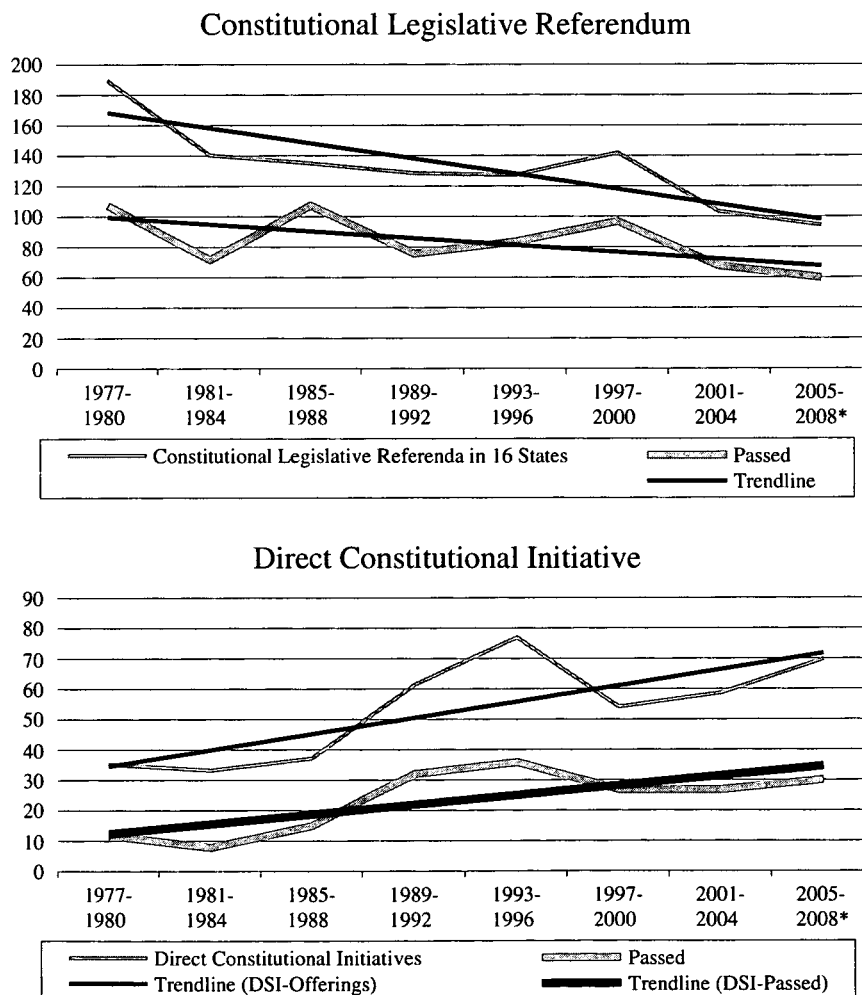 Constitutional Legislative Referendum
200
180
160
140
120
100
80
60
40
20
0
1977-1980 1981-1984 1985-1988 1989-1992 1993-1996 1997-2000 2001-2004 2005-2008*
Constitutional Legislative Referenda in 16 States Passed
Trendline
Direct Constitutional Initiative
90
80
70
60
50
40
30
20
10
0
1977-1980 1981-1984 1985-1988 1989-1992 1993-1996 1997-2000 2001-2004 2005-2008*
Direct Constitutional Initiatives Passed
Trendline (DSI-Offerings) Trendline (DSI-Passed)